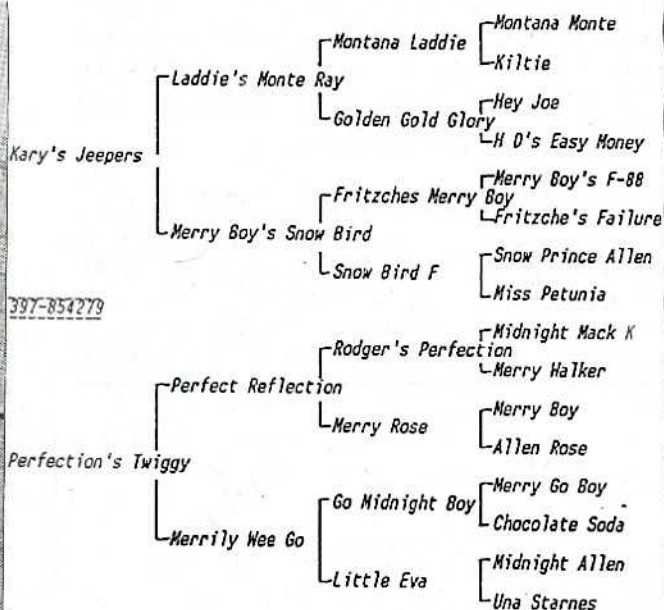 Montana Monte
Montana Laddie
Kiltie
Laddie's Monte Ray
Hey Joe
Golden Gold Glory
H D's Easy Money
Kary's Jeepers
Merry Boy's F-88
Fritzches Merry Boy
Fritzche's Failure
Merry Boy's Snow Bird
Snow Prince Allen
Snow Bird F
Miss Petunia
397-854279
Midnight Mack K
Rodger's Perfection
Merry Walker
Perfect Reflection
Merry Boy
Merry Rose
Allen Rose
Perfection's Twiggy
Merry Go Boy
Go Midnight Boy
Chocolate Soda
Merrily Wee Go
Midnight Allen
Little Eva
Una Starnes